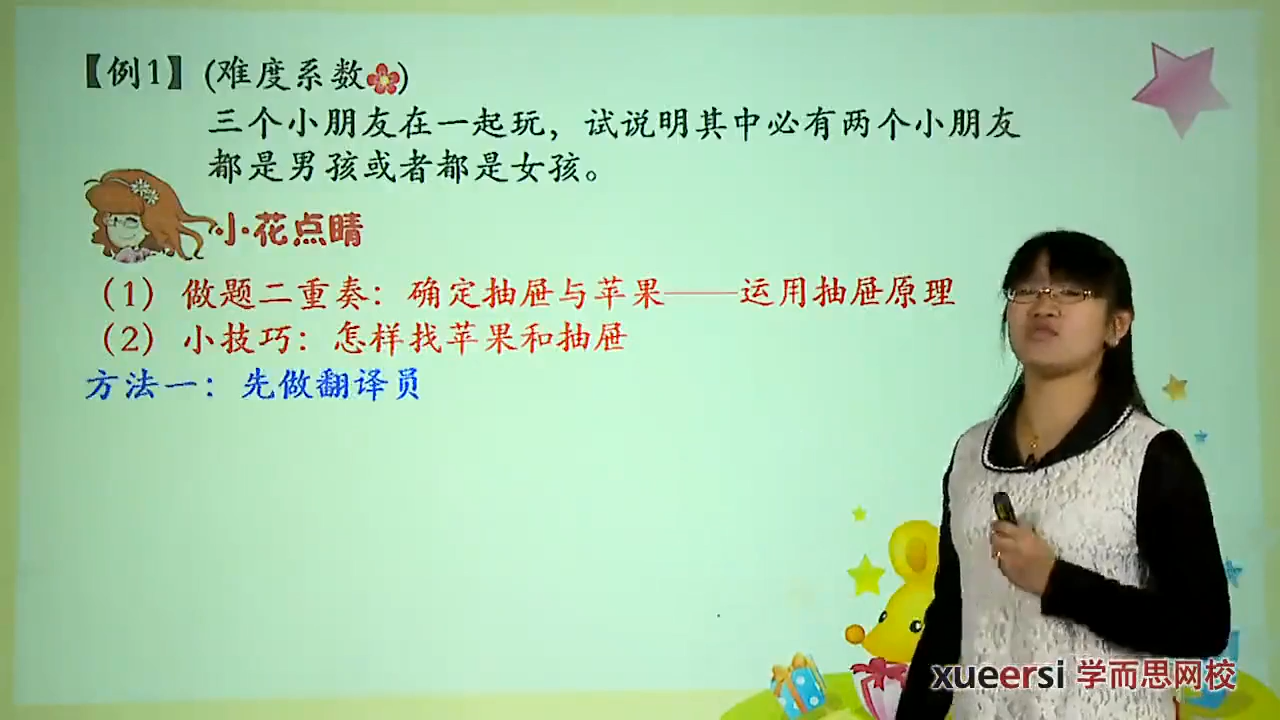 【例1】(难度系数)
三个小朋友在一起玩，试说明其中必有两个小朋友
都是男孩或者都是女孩。
小花点睛
（1）做题二重奏：确定抽屉与苹果——运用抽屉原理
（2）小技巧：怎样找苹果和抽屉
方法一：先做翻译员
xueersi 学而思网校